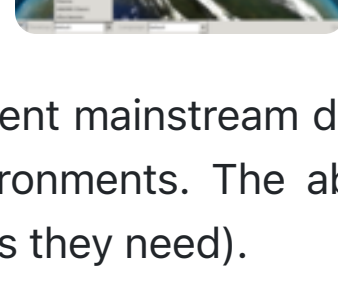 ent mainstream d
ronments. The ab
s they need).